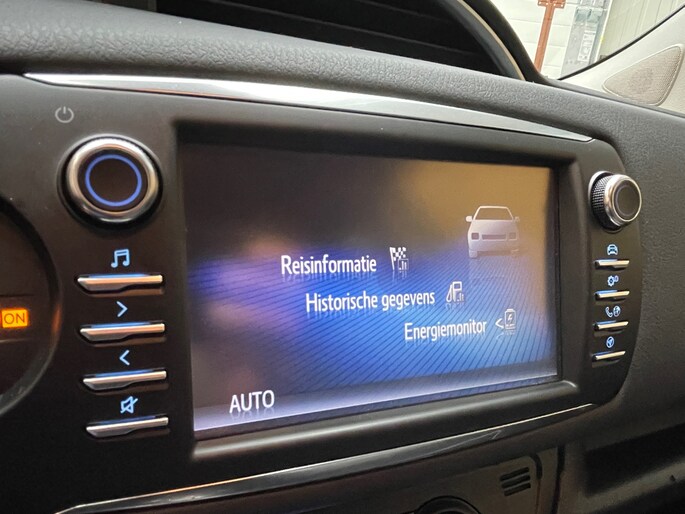 Reisinformatie
Historische gegevens
Energiemonitor
AUTO
ON